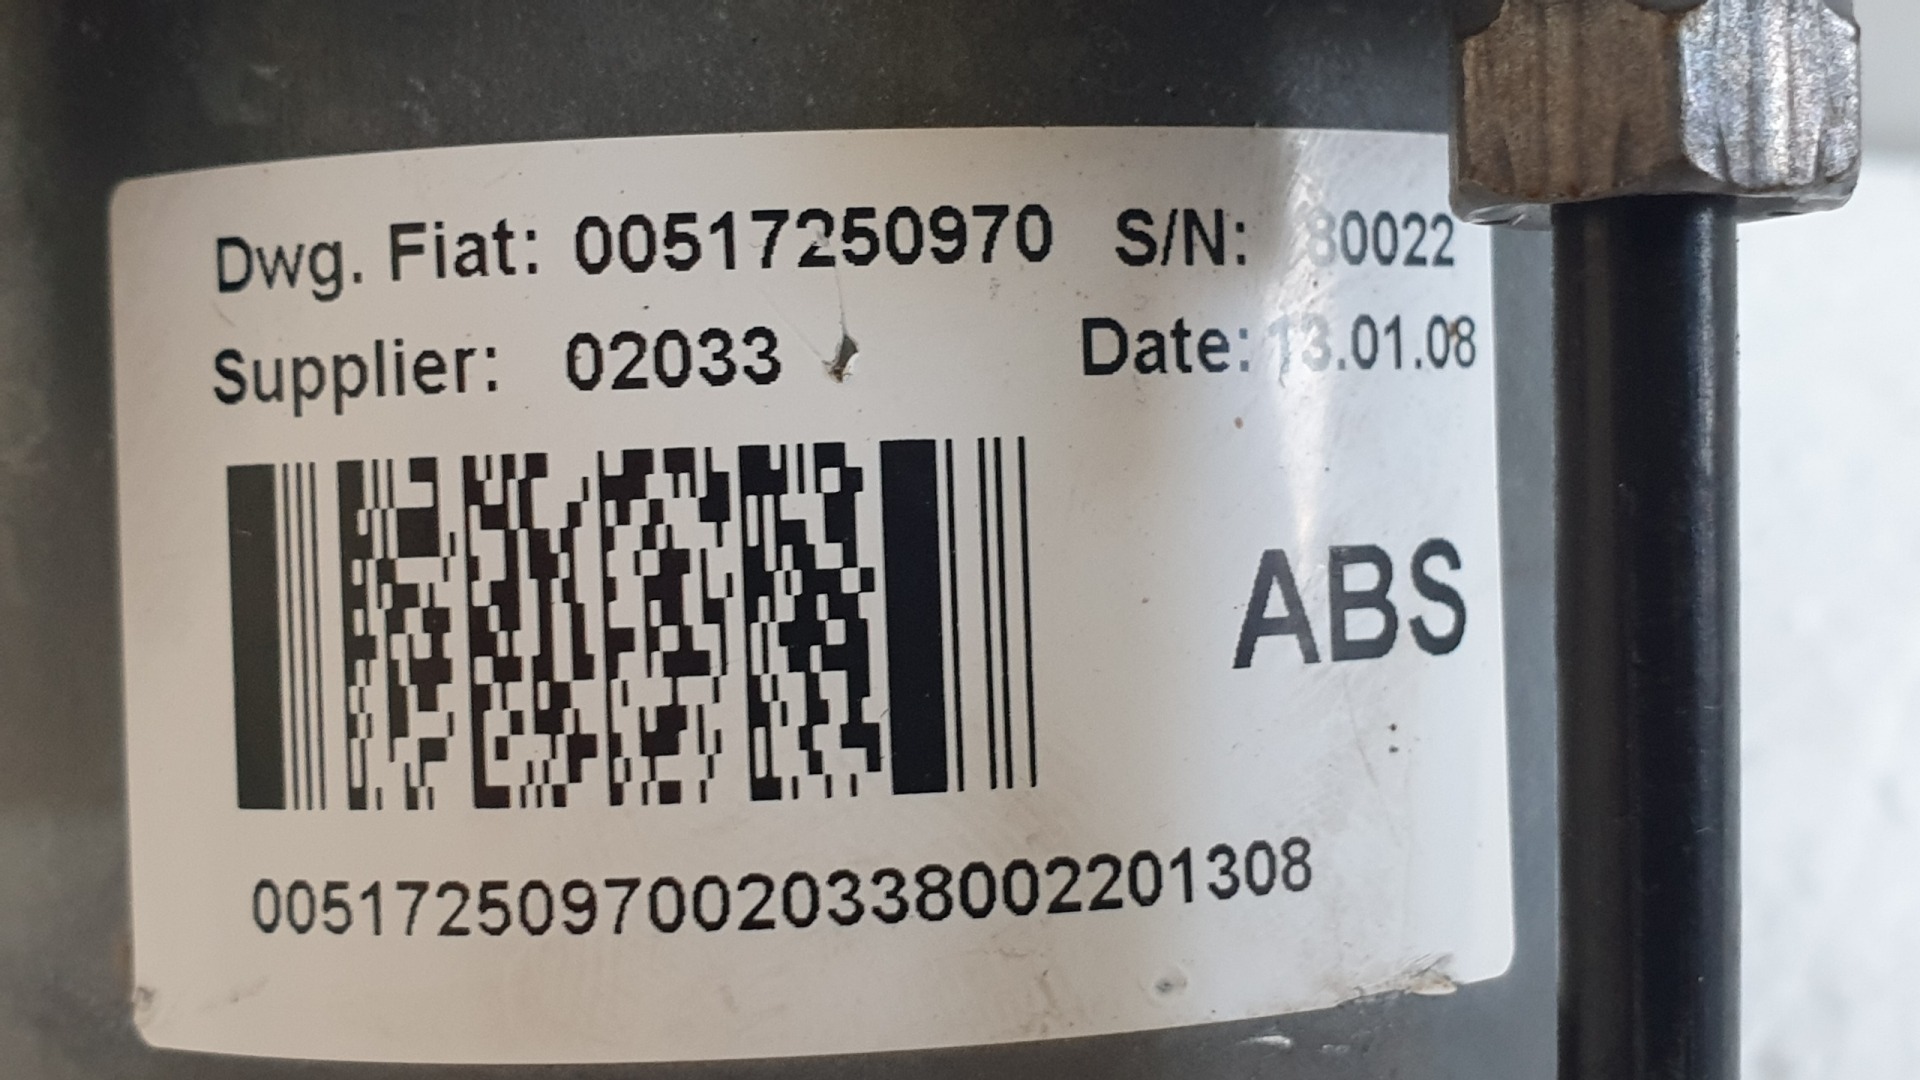 Dwg. Fiat: 00517250970 S/N: 80022
Supplier: 02033 Date: 13.01.08
ABS
00517250970020338002201308